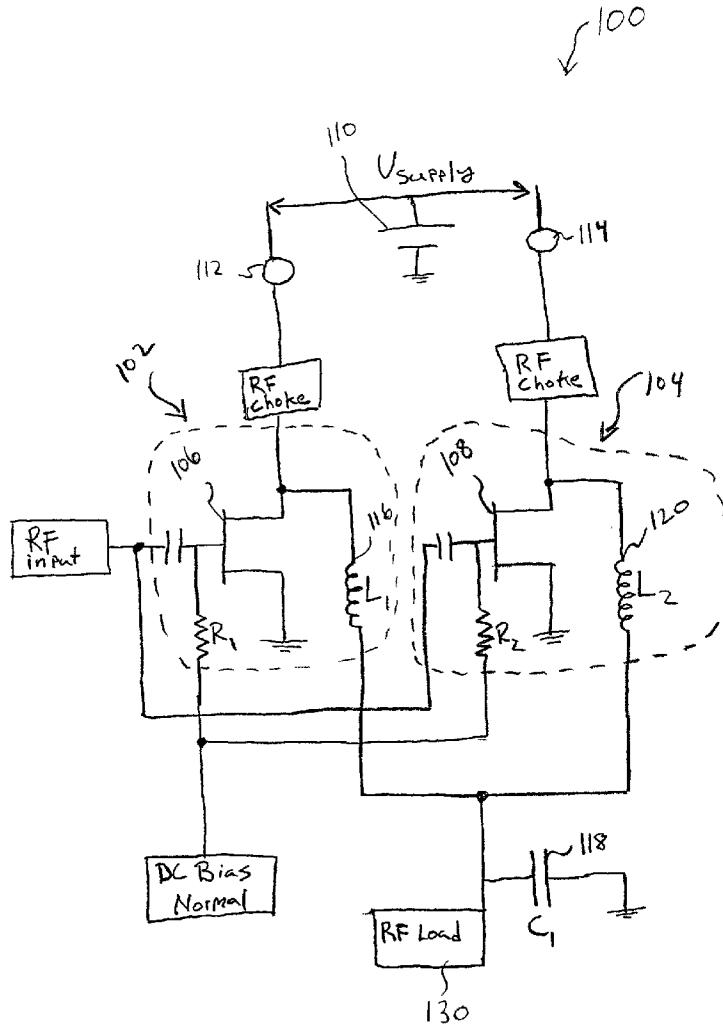 100
110
Vsupply
112
114
RF
Choke
RF
Choke
102
104
106
108
116
120
RF
input
L1
L2
R1
R2
DC Bias
Normal
118
C1
RF Load
130